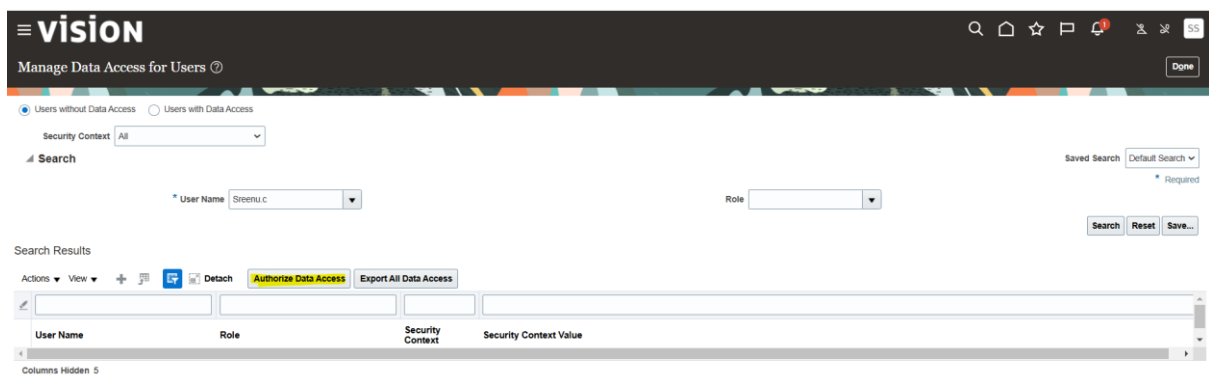 VISION
SS
Manage Data Access for Users
Done
Users without Data Access Users with Data Access
Security Context All
Search
Saved Search Default Search
* Required
* User Name Sreenu.c Role
Search Reset Save...
Search Results
Actions View Detach Authorize Data Access Export All Data Access
User Name Role Security Context Security Context Value
Columns Hidden 5